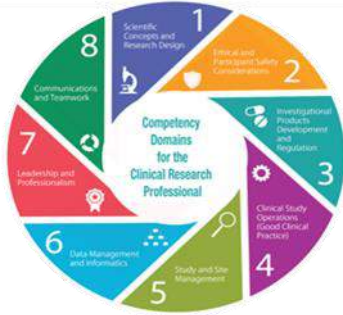 Competency
Domains
for the
Clinical Research
Professional
1
Scientific
Concepts and
Research Design
2
Ethical and
Participant Safety
Considerations
3
Investigational
Products
Development
and
Regulation
4
Clinical Study
Operations
(Good Clinical
Practice)
5
Study and Site
Management
6
Data Management
and Informatics
7
Leadership and
Professionalism
8
Communications
and Teamwork